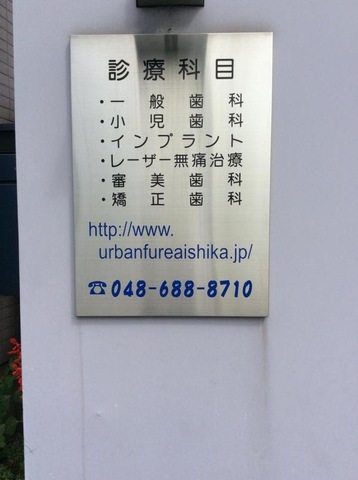 診療科目
・一般歯科
・小児歯科
・インプラント
・レーザー無痛治療
・審美歯科
・矯正歯科
http://www.
urbanfureaishika.jp/
☎048-688-8710